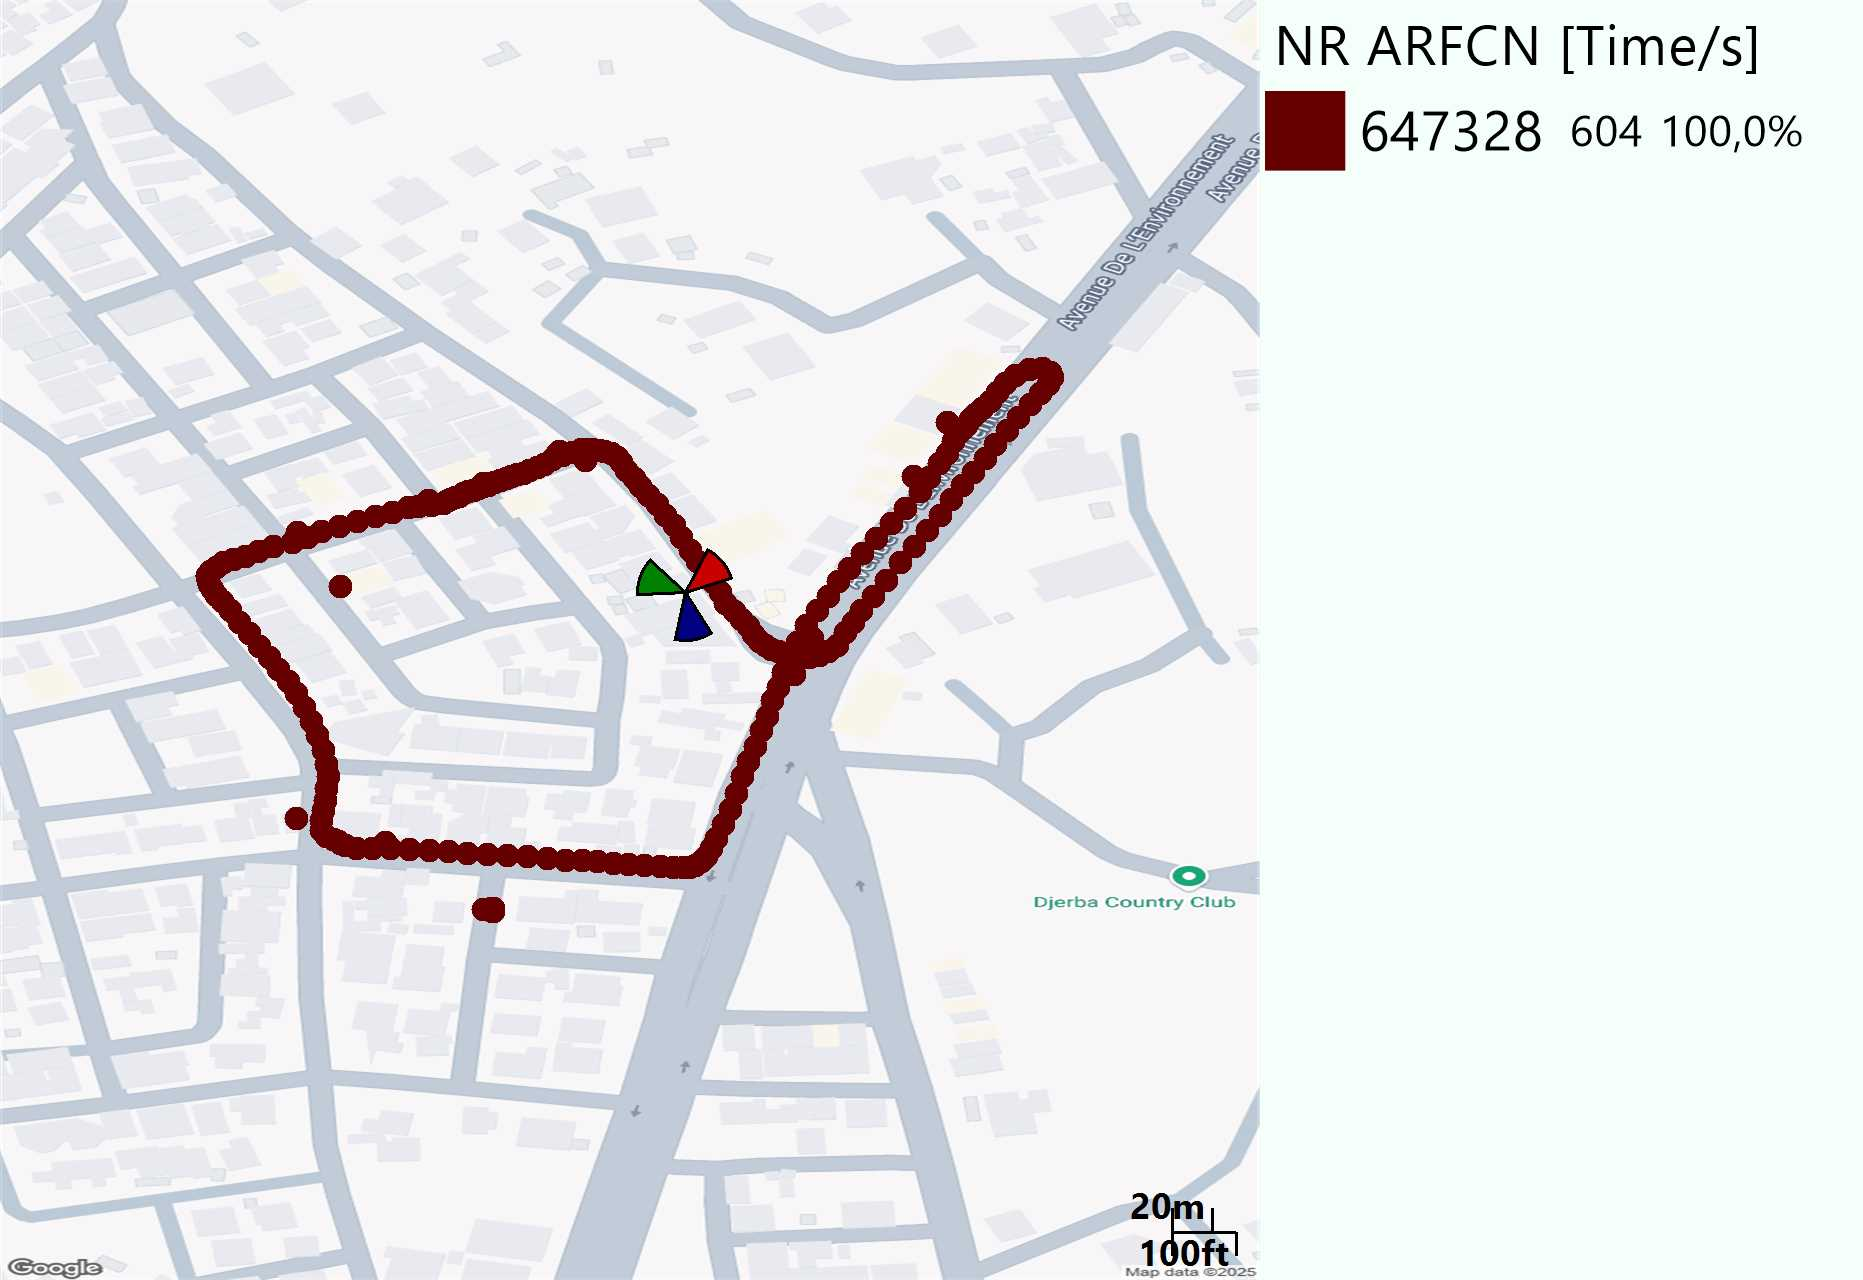 NR ARFCN [Time/s]
647328 604 100,0%
Avenue De L'Environnement
Djerba Country Club
20m
100ft
Google
Map data ©2025